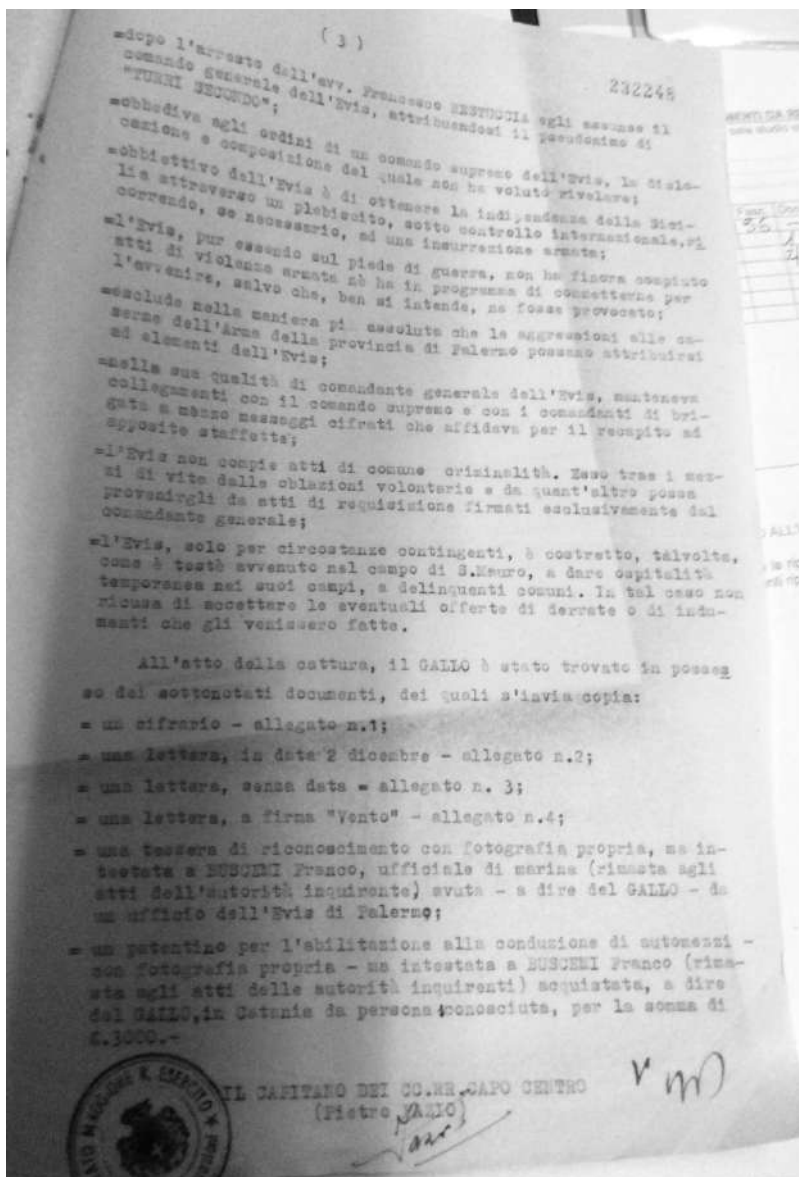 ( 3 )
232248
=dopo l'arresto dell'avv. Francesco RESTUCCIA egli assunse il
comando generale dell'Evis, attribuendosi il pseudonimo di
"TURRI SECONDO";
=obbediva agli ordini di un comando supremo dell'Evis, la dislo-
cazione e composizione del quale non ha voluto rivelare;
=obbiettivo dell'Evis è di ottenere la indipendenza della Sici-
lia attraverso un plebiscito, sotto controllo internazionale, ri
correndo, se necessario, ad una insurrezione armata;
=l'Evis, pur essendo sul piede di guerra, non ha finora compiuto
atti di violenza armata nè ha in programma di commetterne per
l'avvenire, salvo che, ben si intende, ne fosse provocato;
=esclude nella maniera pi assoluta che le aggressioni alle ca-
serme dell'Arma della provincia di Palermo possano attribuirsi
ad elementi dell'Evis;
=nella sua qualità di comandante generale dell'Evis, manteneva
collegamenti con il comando supremo e con i comandanti di bri-
gata a mezzo messaggi cifrati che affidava per il recapito ad
apposite staffette;
=l'Evis non compie atti di comune criminalità. Esso trae i mez-
zi di vita dalle oblazioni volontarie e da quant'altro possa
provenirgli da atti di requisizione firmati esclusivamente dal
comandante generale;
=l'Evis, solo per circostanze contingenti, è costretto, talvolta,
come è testè avvenuto nel campo di S.Mauro, a dare ospitalità
temporanea nei suoi campi, a delinquenti comuni. In tal caso non
ricusa di accettare le eventuali offerte di derrate o di indu-
menti che gli venissero fatte.
All'atto della cattura, il GALLO è stato trovato in posses
so dei sottonotati documenti, dei quali s'invia copia:
= un cifrario - allegato n.1;
= una lettera, in data 2 dicembre - allegato n.2;
= una lettera, senza data = allegato n. 3;
= una lettera, a firma "Vento" - allegato n.4;
= una tessera di riconoscimento con fotografia propria, ma in-
testata a BUSCEMI Franco, ufficiale di marina (rimasta agli
atti dell'autorità inquirente) avuta - a dire del GALLO - da
un ufficio dell'Evis di Palermo;
= un patentino per l'abilitazione alla conduzione di automezzi -
con fotografia propria - ma intestata a BUSCEMI Franco (rima-
sta agli atti delle autorità inquirenti) acquistata, a dire
del GALLO, in Catania da persona conosciuta, per la somma di
£.3000.-
IL CAPITANO DEI CC.RR.CAPO CENTRO
(Pietro FAZIO)
MAGGIORE R. ESERCITO